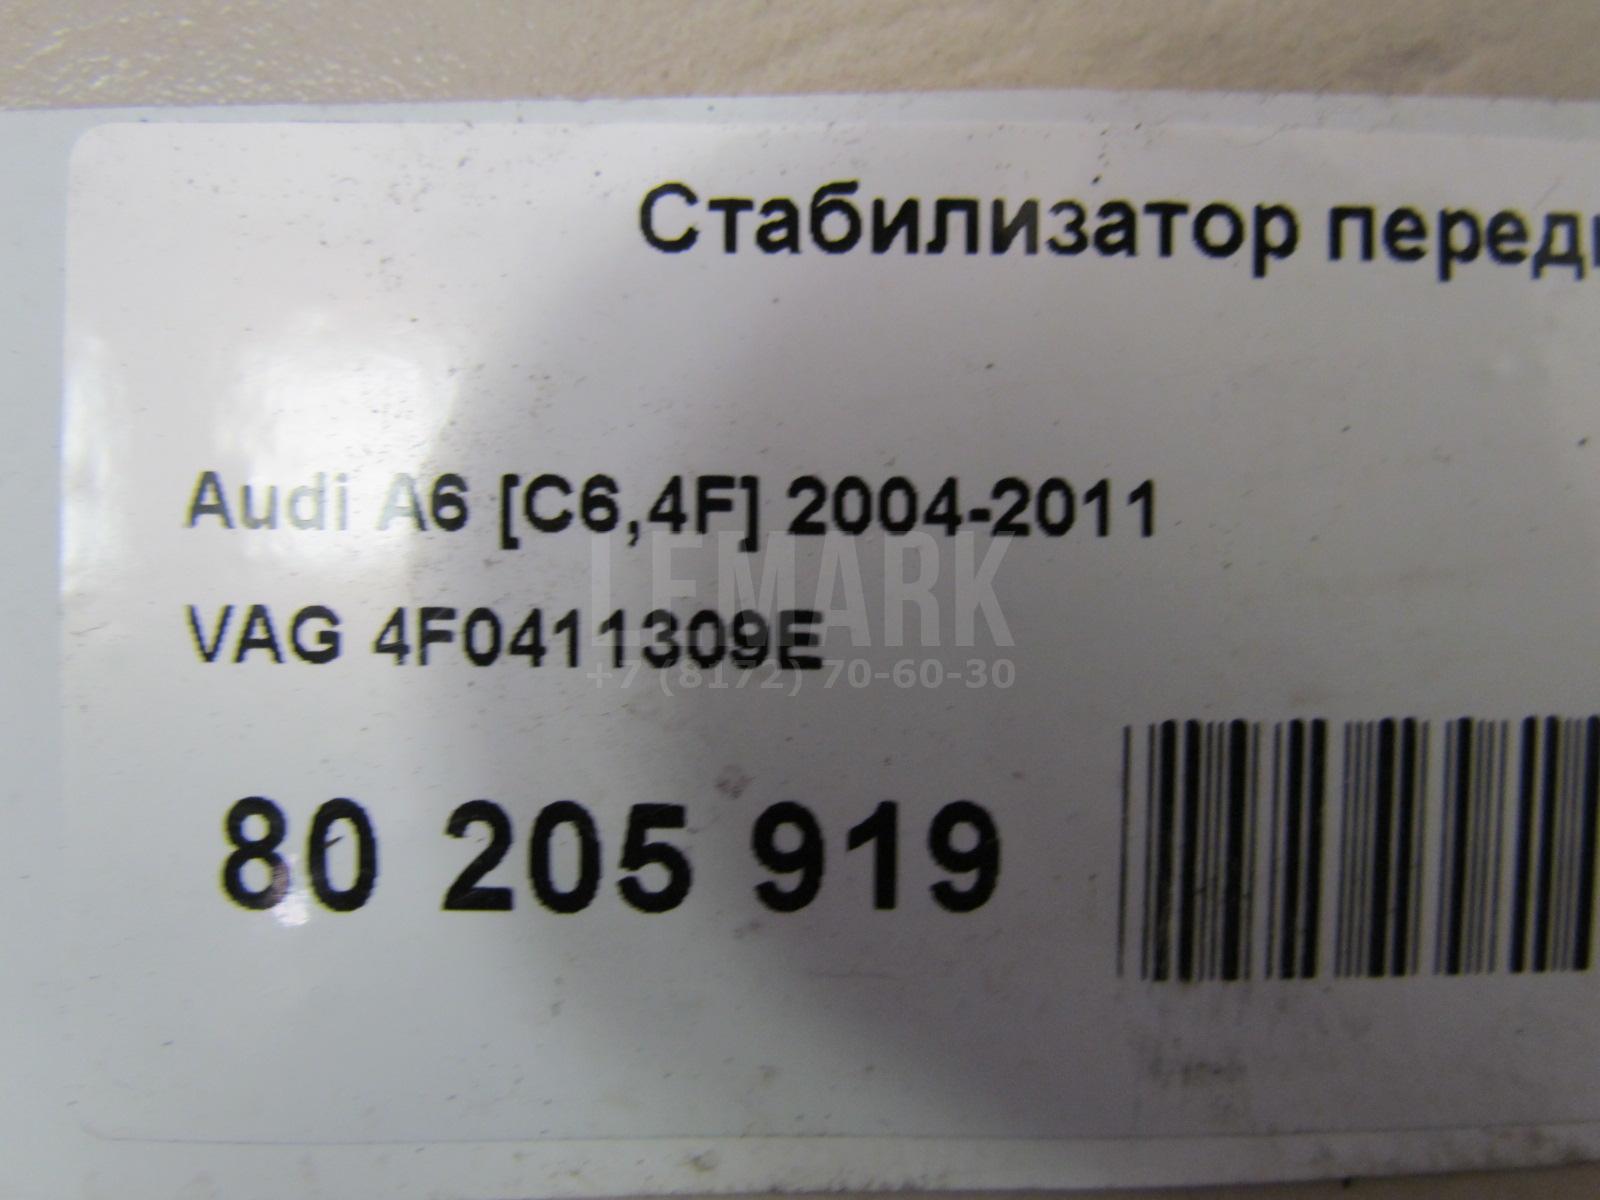 Стабилизатор перед
Audi A6 [C6,4F] 2004-2011
LEMARK
VAG 4F0411309E
+7 (8172) 70-60-30
80 205 919